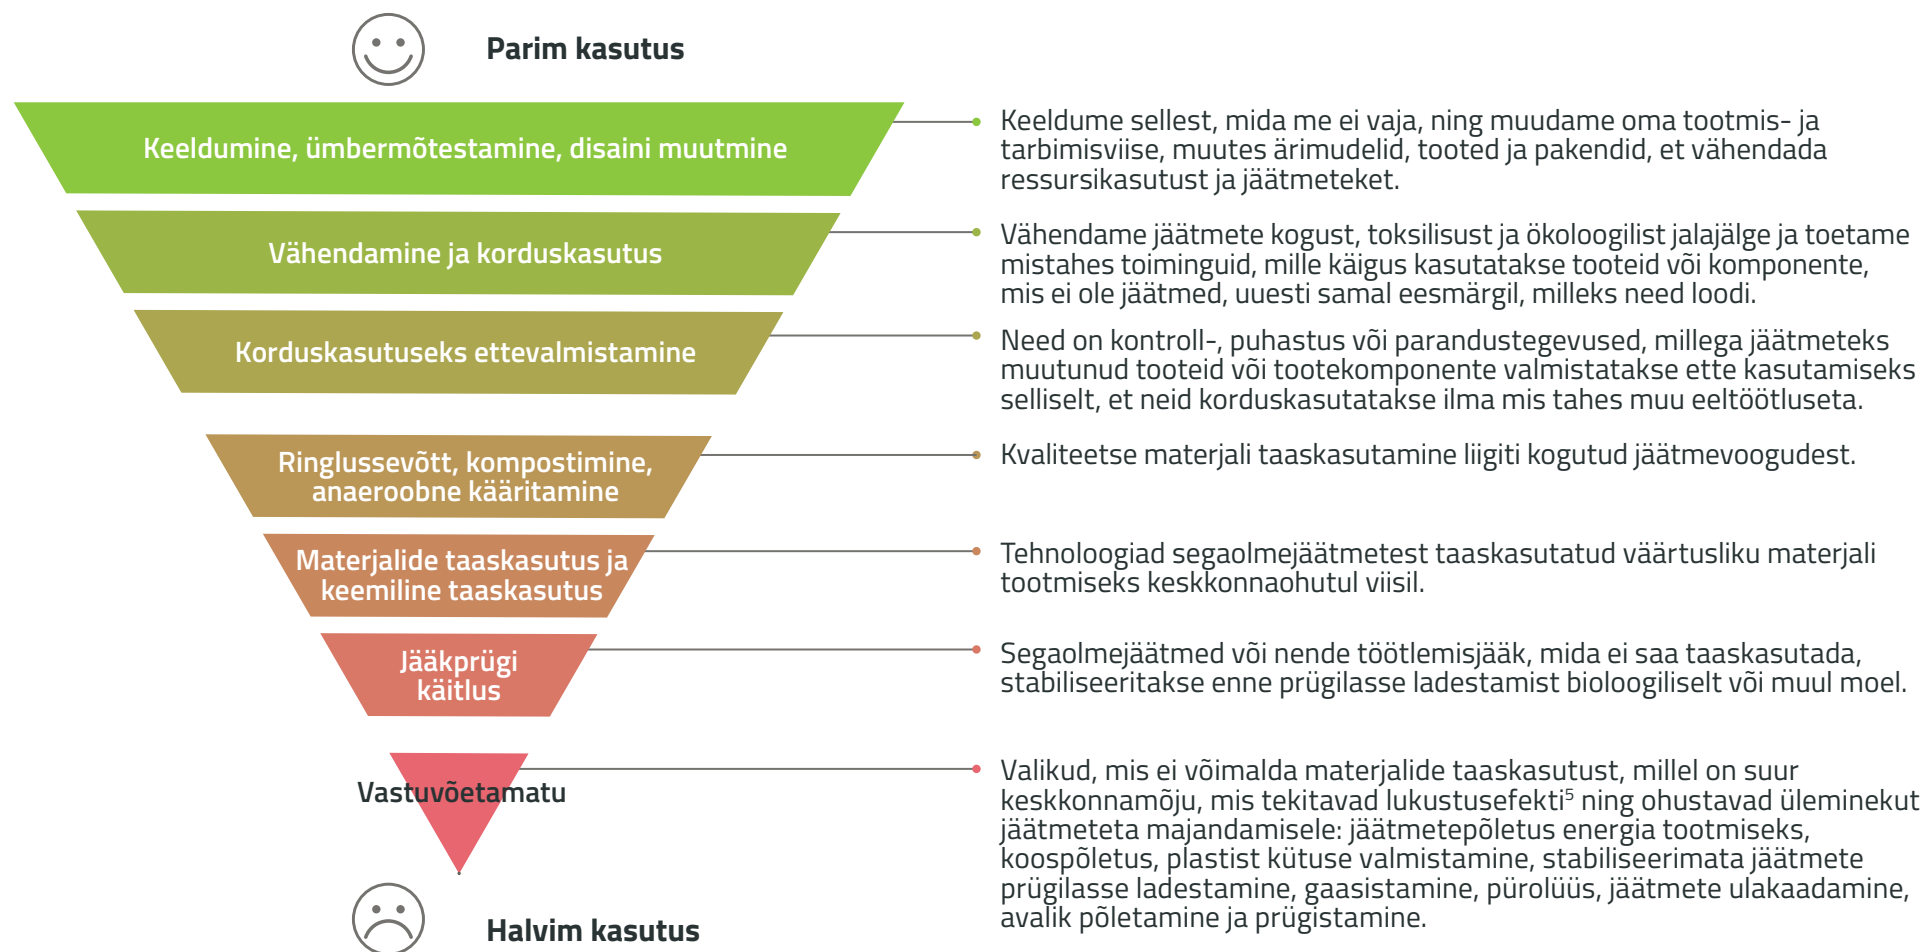 Parim kasutus
Keeldumine, ümbermõtestamine, disaini muutmine
Keeldume sellest, mida me ei vaja, ning muudame oma tootmis- ja
tarbimisviise, muutes ärimudelid, tooted ja pakendid, et vähendada
ressursikasutust ja jäätmeteket.
Vähendamine ja korduskasutus
Vähendame jäätmete kogust, toksilisust ja ökoloogilist jalajälge ja toetame
mistahes toiminguid, mille käigus kasutatakse tooteid või komponente,
mis ei ole jäätmed, uuesti samal eesmärgil, milleks need loodi.
Korduskasutuseks ettevalmistamine
Need on kontroll-, puhastus või parandustegevused, millega jäätmeteks
muutunud tooteid või tootekomponente valmistatakse ette kasutamiseks
selliselt, et neid korduskasutatakse ilma mis tahes muu eeltöötluseta.
Ringlussevõtt, kompostimine,
anaeroobne kääritamine
Kvaliteetse materjali taaskasutamine liigiti kogutud jäätmevoogudest.
Materjalide taaskasutus ja
keemiline taaskasutus
Tehnoloogiad segaolmejäätmetest taaskasutatud väärtusliku materjali
tootmiseks keskkonnaohutul viisil.
Jääkprügi
käitlus
Segaolmejäätmed või nende töötlemisjääk, mida ei saa taaskasutada,
stabiliseeritakse enne prügilasse ladestamist bioloogiliselt või muul moel.
Vastuvõetamatu
Valikud, mis ei võimalda materjalide taaskasutust, millel on suur
keskkonnamõju, mis tekitavad lukustusefekti⁵ ning ohustavad üleminekut
jäätmeteta majandamisele: jäätmetepõletus energia tootmiseks,
koospõletus, plastist kütuse valmistamine, stabiliseerimata jäätmete
prügilasse ladestamine, gaasistamine, pürolüüs, jäätmete ulakaadamine,
avalik põletamine ja prügistamine.
Halvim kasutus